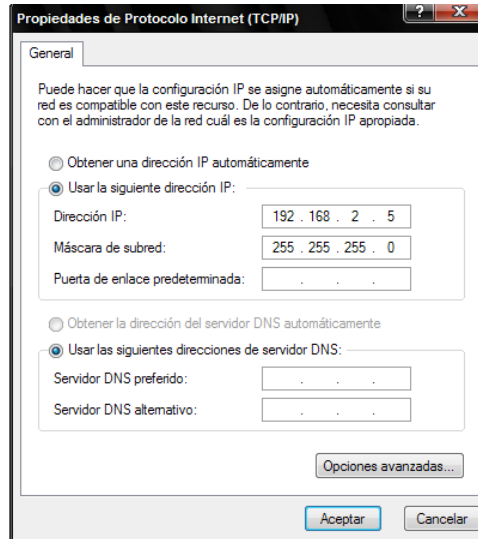 Propiedades de Protocolo Internet (TCP/IP)
? X
General
Puede hacer que la configuración IP se asigne automáticamente si su
red es compatible con este recurso. De lo contrario, necesita consultar
con el administrador de la red cuál es la configuración IP apropiada.
Obtener una dirección IP automáticamente
Usar la siguiente dirección IP:
Dirección IP: 192 . 168 . 2 . 5
Máscara de subred: 255 . 255 . 255 . 0
Puerta de enlace predeterminada: . . .
Obtener la dirección del servidor DNS automáticamente
Usar las siguientes direcciones de servidor DNS:
Servidor DNS preferido: . . .
Servidor DNS alternativo: . . .
Opciones avanzadas...
Aceptar Cancelar